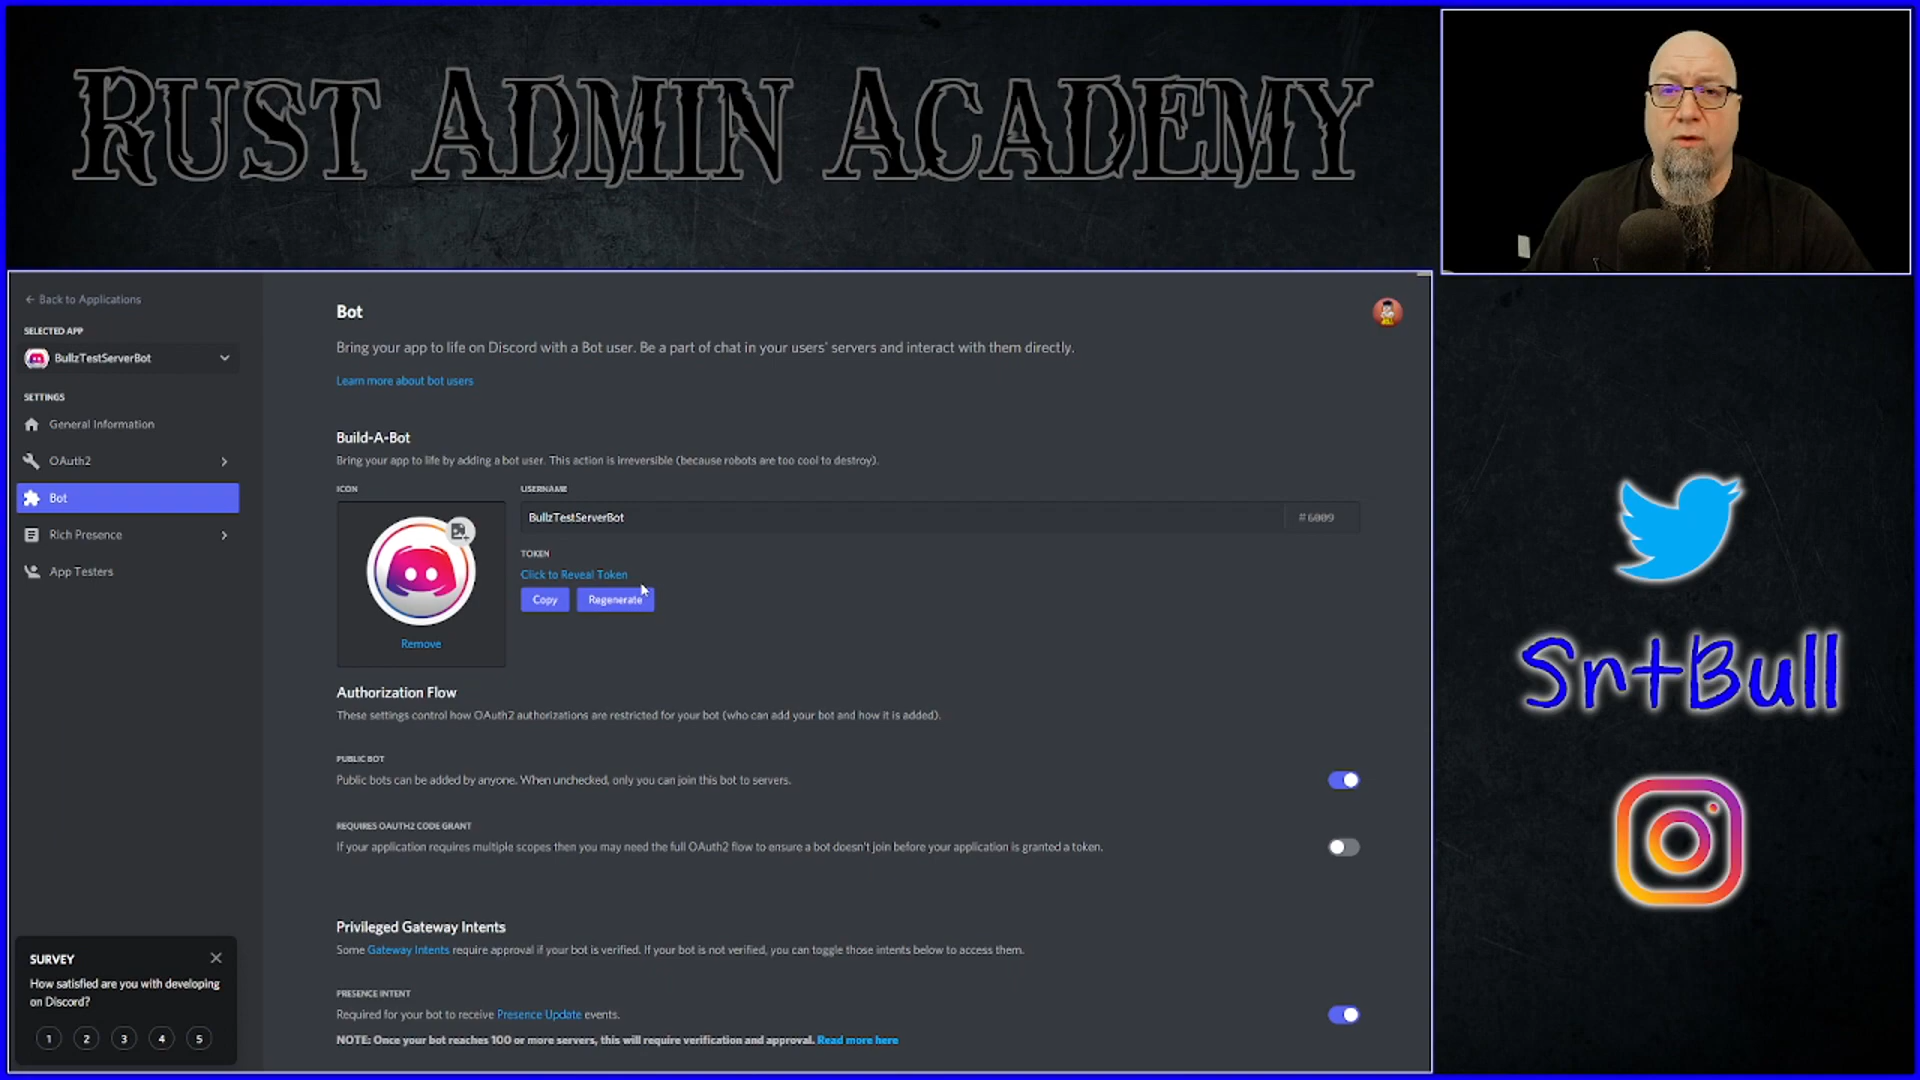 RUST ADMIN ACADEMY
← Back to Applications
SELECTED APP
BullzTestServerBot
SETTINGS
General Information
OAuth2
Bot
Rich Presence
App Testers
SURVEY
How satisfied are you with developing
on Discord?
1 2 3 4 5
Bot
Bring your app to life on Discord with a Bot user. Be a part of chat in your users' servers and interact with them directly.
Learn more about bot users
Build-A-Bot
Bring your app to life by adding a bot user. This action is irreversible (because robots are too cool to destroy).
ICON
Remove
USERNAME
BullzTestServerBot #6009
TOKEN
Click to Reveal Token
Copy Regenerate
Authorization Flow
These settings control how OAuth2 authorizations are restricted for your bot (who can add your bot and how it is added).
PUBLIC BOT
Public bots can be added by anyone. When unchecked, only you can join this bot to servers.
REQUIRES OAUTH2 CODE GRANT
If your application requires multiple scopes then you may need the full OAuth2 flow to ensure a bot doesn't join before your application is granted a token.
Privileged Gateway Intents
Some Gateway Intents require approval if your bot is verified. If your bot is not verified, you can toggle those intents below to access them.
PRESENCE INTENT
Required for your bot to receive Presence Update events.
NOTE: Once your bot reaches 100 or more servers, this will require verification and approval. Read more here
SntBull